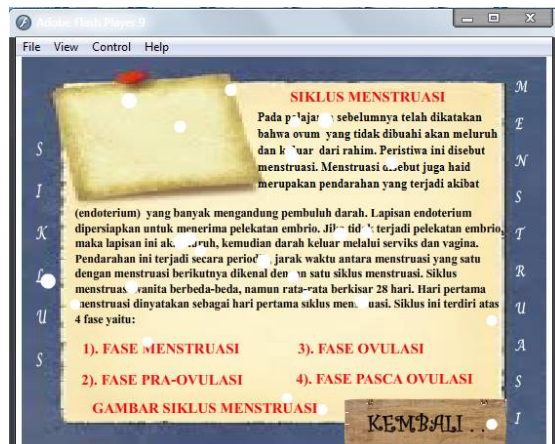 Adobe Flash Player 9
File View Control Help
SIKLUS MENSTRUASI
Pada pelajaran sebelumnya telah dikatakan
bahwa ovum yang tidak dibuahi akan meluruh
dan keluar dari rahim. Peristiwa ini disebut
menstruasi. Menstruasi disebut juga haid
merupakan pendarahan yang terjadi akibat
(endoterium) yang banyak mengandung pembuluh darah. Lapisan endoterium
dipersiapkan untuk menerima pelekatan embrio. Jika tidak terjadi pelekatan embrio,
maka lapisan ini akan luruh, kemudian darah keluar melalui serviks dan vagina.
Pendarahan ini terjadi secara periodik, jarak waktu antara menstruasi yang satu
dengan menstruasi berikutnya dikenal dengan satu siklus menstruasi. Siklus
menstruasi wanita berbeda-beda, namun rata-rata berkisar 28 hari. Hari pertama
menstruasi dinyatakan sebagai hari pertama siklus menstruasi. Siklus ini terdiri atas
4 fase yaitu:
1). FASE MENSTRUASI
3). FASE OVULASI
2). FASE PRA-OVULASI
4). FASE PASCA OVULASI
GAMBAR SIKLUS MENSTRUASI
KEMBALI . .
SIKLUS
MENSTRUASI